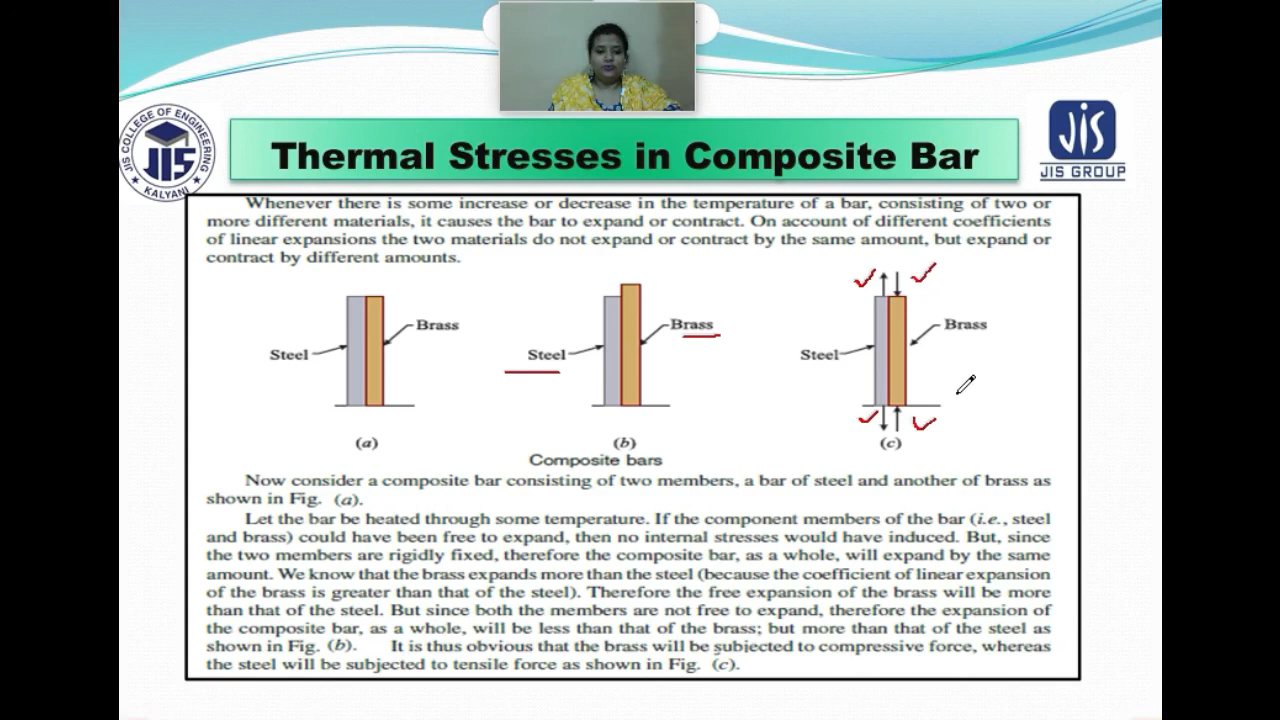 JIS COLLEGE OF ENGINEERING
JIS
KALYANI
Thermal Stresses in Composite Bar
JIS
JIS GROUP
Whenever there is some increase or decrease in the temperature of a bar, consisting of two or
more different materials, it causes the bar to expand or contract. On account of different coefficients
of linear expansions the two materials do not expand or contract by the same amount, but expand or
contract by different amounts.
Steel
Brass
(a)
Steel
Brass
(b)
Steel
Brass
(c)
Composite bars
Now consider a composite bar consisting of two members, a bar of steel and another of brass as
shown in Fig. (a).
Let the bar be heated through some temperature. If the component members of the bar (i.e., steel
and brass) could have been free to expand, then no internal stresses would have induced. But, since
the two members are rigidly fixed, therefore the composite bar, as a whole, will expand by the same
amount. We know that the brass expands more than the steel (because the coefficient of linear expansion
of the brass is greater than that of the steel). Therefore the free expansion of the brass will be more
than that of the steel. But since both the members are not free to expand, therefore the expansion of
the composite bar, as a whole, will be less than that of the brass; but more than that of the steel as
shown in Fig. (b). It is thus obvious that the brass will be subjected to compressive force, whereas
the steel will be subjected to tensile force as shown in Fig. (c).